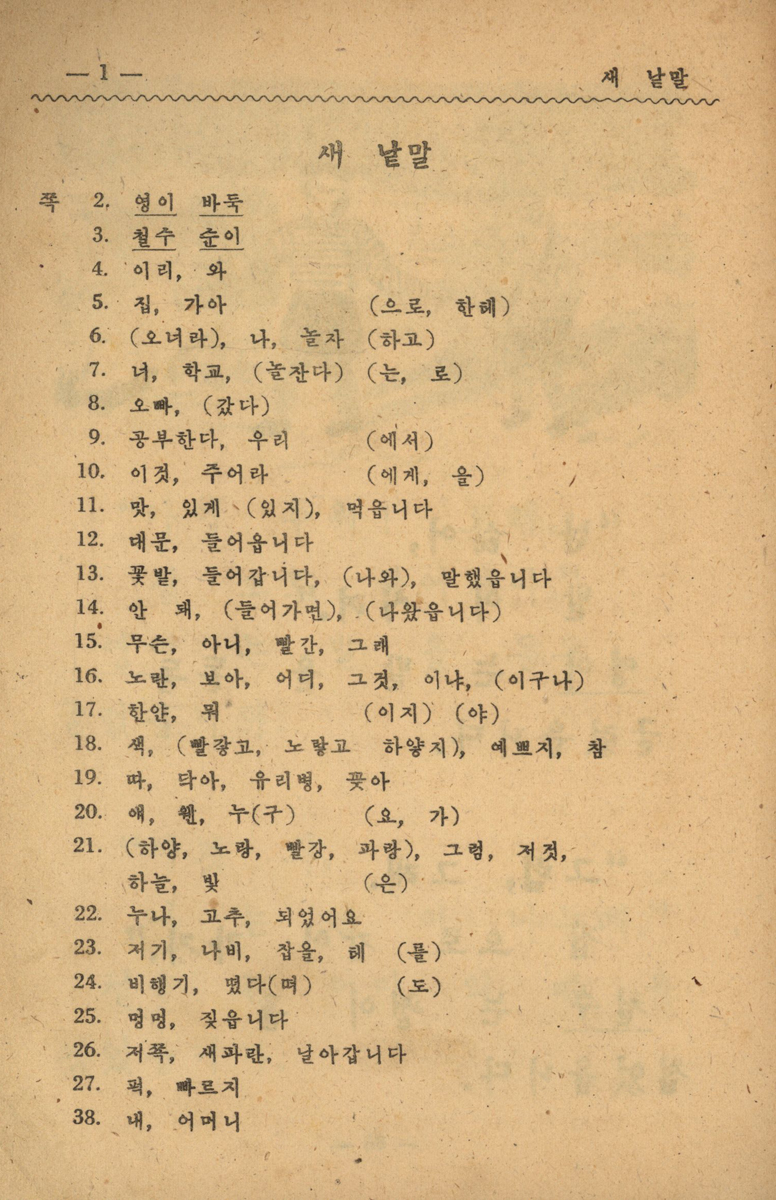 — 1 — 새 낱말
새 낱말
쪽 2. 영이 바둑
3. 철수 순이
4. 이리, 와
5. 집, 가아 (으로, 한테)
6. (오너라), 나, 놀자 (하고)
7. 너, 학교, (놀잔다) (는, 로)
8. 오빠, (갔다)
9. 공부한다, 우리 (에서)
10. 이것, 주어라 (에게, 을)
11. 맛, 있게 (있지), 먹읍니다
12. 대문, 들어옵니다
13. 꽃밭, 들어갑니다, (나와), 말했읍니다
14. 안 돼, (들어가면), (나왔읍니다)
15. 무슨, 아니, 빨간, 그래
16. 노란, 보아, 어디, 그것, 이냐, (이구나)
17. 하얀, 뭐 (이지) (야)
18. 색, (빨갛고, 노랗고 하얗지), 예쁘지, 참
19. 따, 닥아, 유리병, 꽂아
20. 얘, 웬, 누(구) (요, 가)
21. (하양, 노랑, 빨강, 파랑), 그럼, 저것,
하늘, 빛 (은)
22. 누나, 고추, 되었어요
23. 저기, 나비, 잡을, 테 (를)
24. 비행기, 떴다(떠) (도)
25. 멍멍, 짖읍니다
26. 저쪽, 새파란, 날아갑니다
27. 퍽, 빠르지
38. 내, 어머니